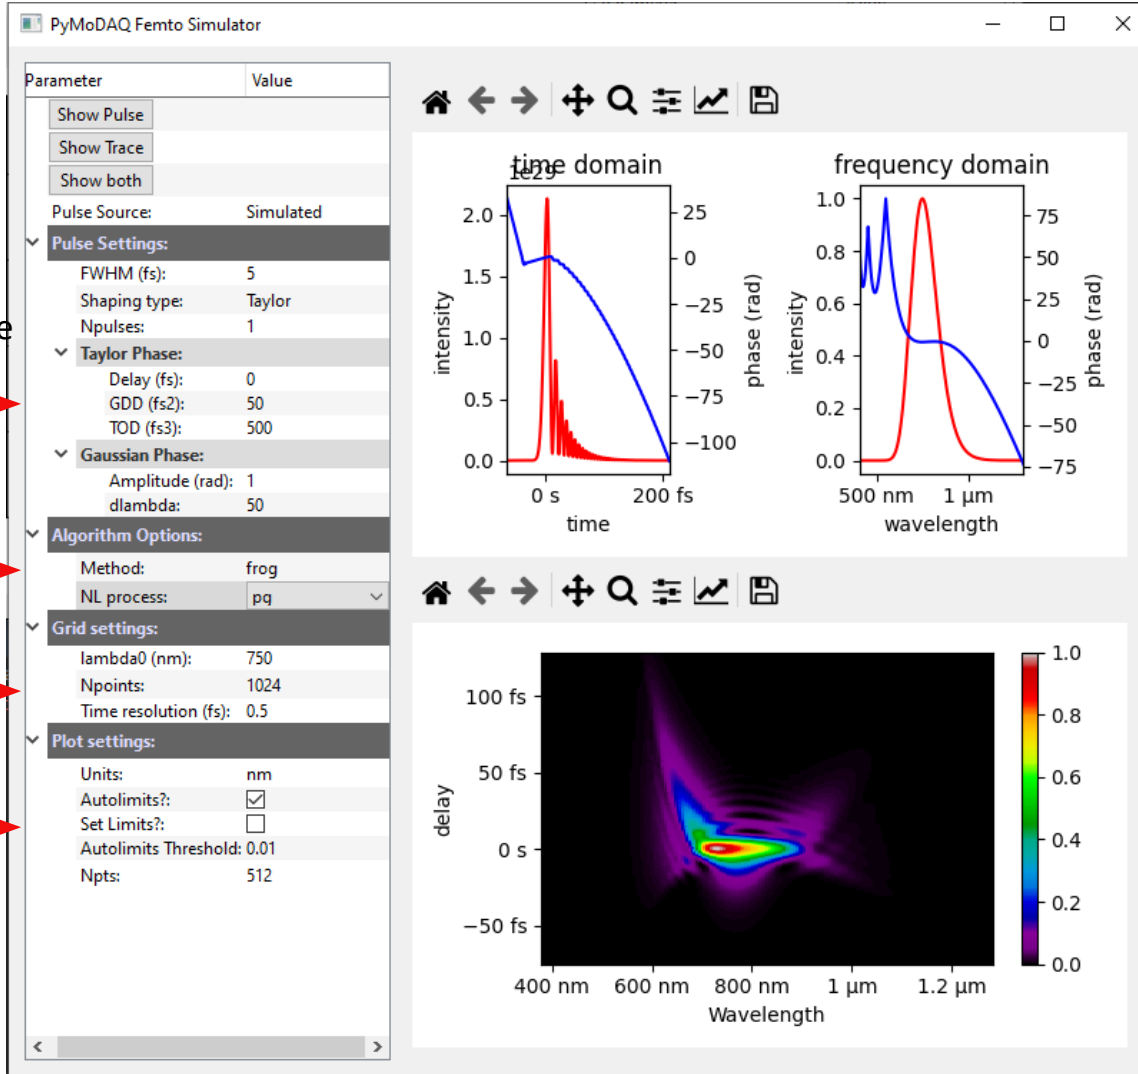 PyMoDAQ Femto Simulator
Parameter Value
Show Pulse
Show Trace
Show both
Pulse Source: Simulated
Pulse Settings:
FWHM (fs): 5
Shaping type: Taylor
Npulses: 1
e
Taylor Phase:
Delay (fs): 0
GDD (fs2): 50
TOD (fs3): 500
Gaussian Phase:
Amplitude (rad): 1
dlambda: 50
Algorithm Options:
Method: frog
NL process: pg
Grid settings:
lambda0 (nm): 750
Npoints: 1024
Time resolution (fs): 0.5
Plot settings:
Units: nm
Autolimits?:
Set Limits?:
Autolimits Threshold: 0.01
Npts: 512
time domain
1e29
2.0
1.5
1.0
0.5
0.0
intensity
25
0
−25
−50
−75
−100
phase (rad)
0 s 200 fs
time
frequency domain
1.0
0.8
0.6
0.4
0.2
0.0
intensity
75
50
25
0
−25
−50
−75
phase (rad)
500 nm 1 µm
wavelength
100 fs
50 fs
0 s
−50 fs
delay
400 nm 600 nm 800 nm 1 µm 1.2 µm
Wavelength
1.0
0.8
0.6
0.4
0.2
0.0